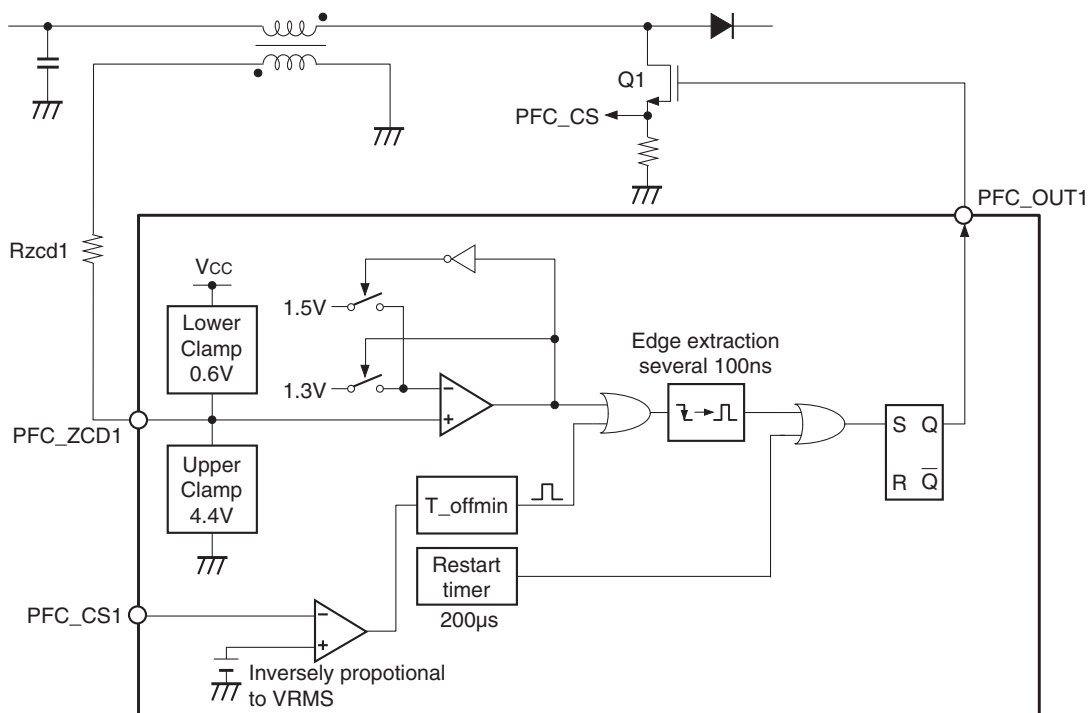 Q1
PFC_CS
PFC_OUT1
Rzcd1
VCC
Lower
Clamp
0.6V
1.5V
1.3V
Edge extraction
several 100ns
−
+
PFC_ZCD1
Upper
Clamp
4.4V
S Q
R Q
T_offmin
Restart
timer
200µs
PFC_CS1
−
+
Inversely propotional
to VRMS